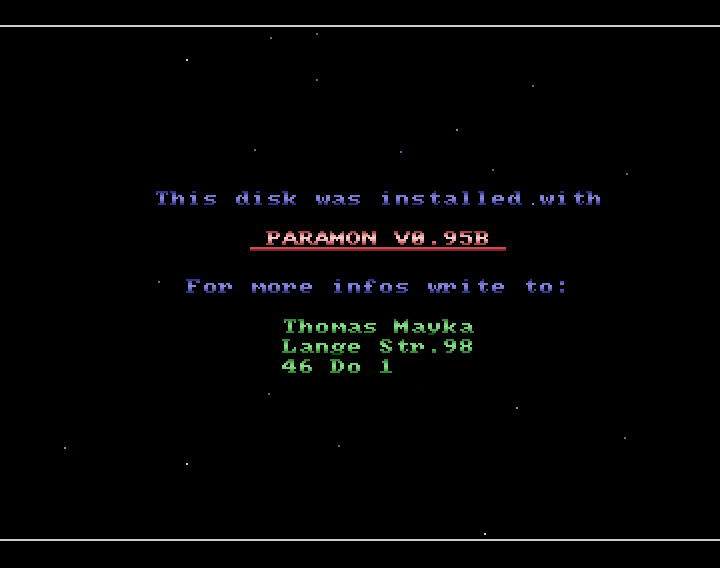 This disk was installed with
PARAMON V0.95B
For more infos write to:
Thomas Mayka
Lange Str.98
46 Do 1